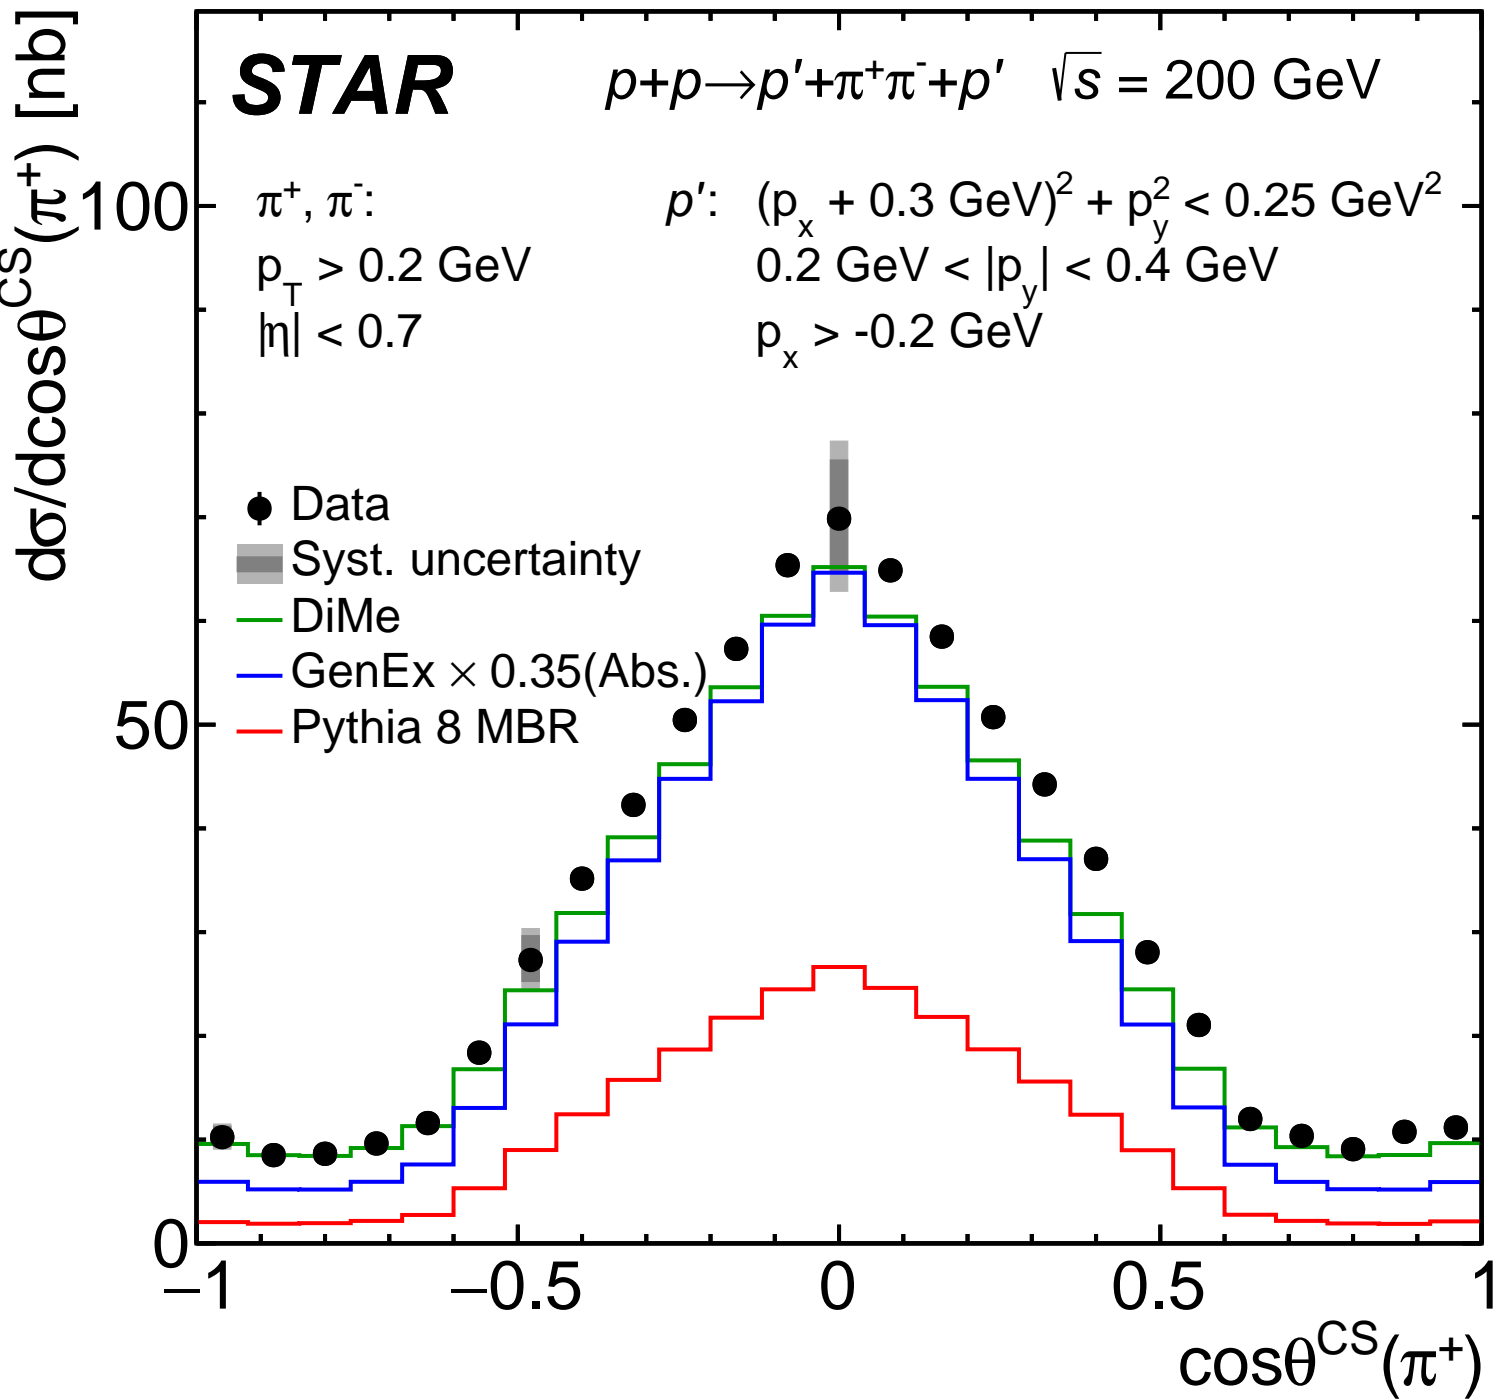 STAR p+p→p′+π⁺π⁻+p′ √s = 200 GeV
π⁺, π⁻: p′: (pₓ + 0.3 GeV)² + p_y² < 0.25 GeV²
p_T > 0.2 GeV 0.2 GeV < |p_y| < 0.4 GeV
|η| < 0.7 pₓ > -0.2 GeV
Data
Syst. uncertainty
DiMe
GenEx × 0.35(Abs.)
Pythia 8 MBR
dσ/dcosθ^CS(π⁺) [nb]
100
50
0
−1 −0.5 0 0.5 1
cosθ^CS(π⁺)